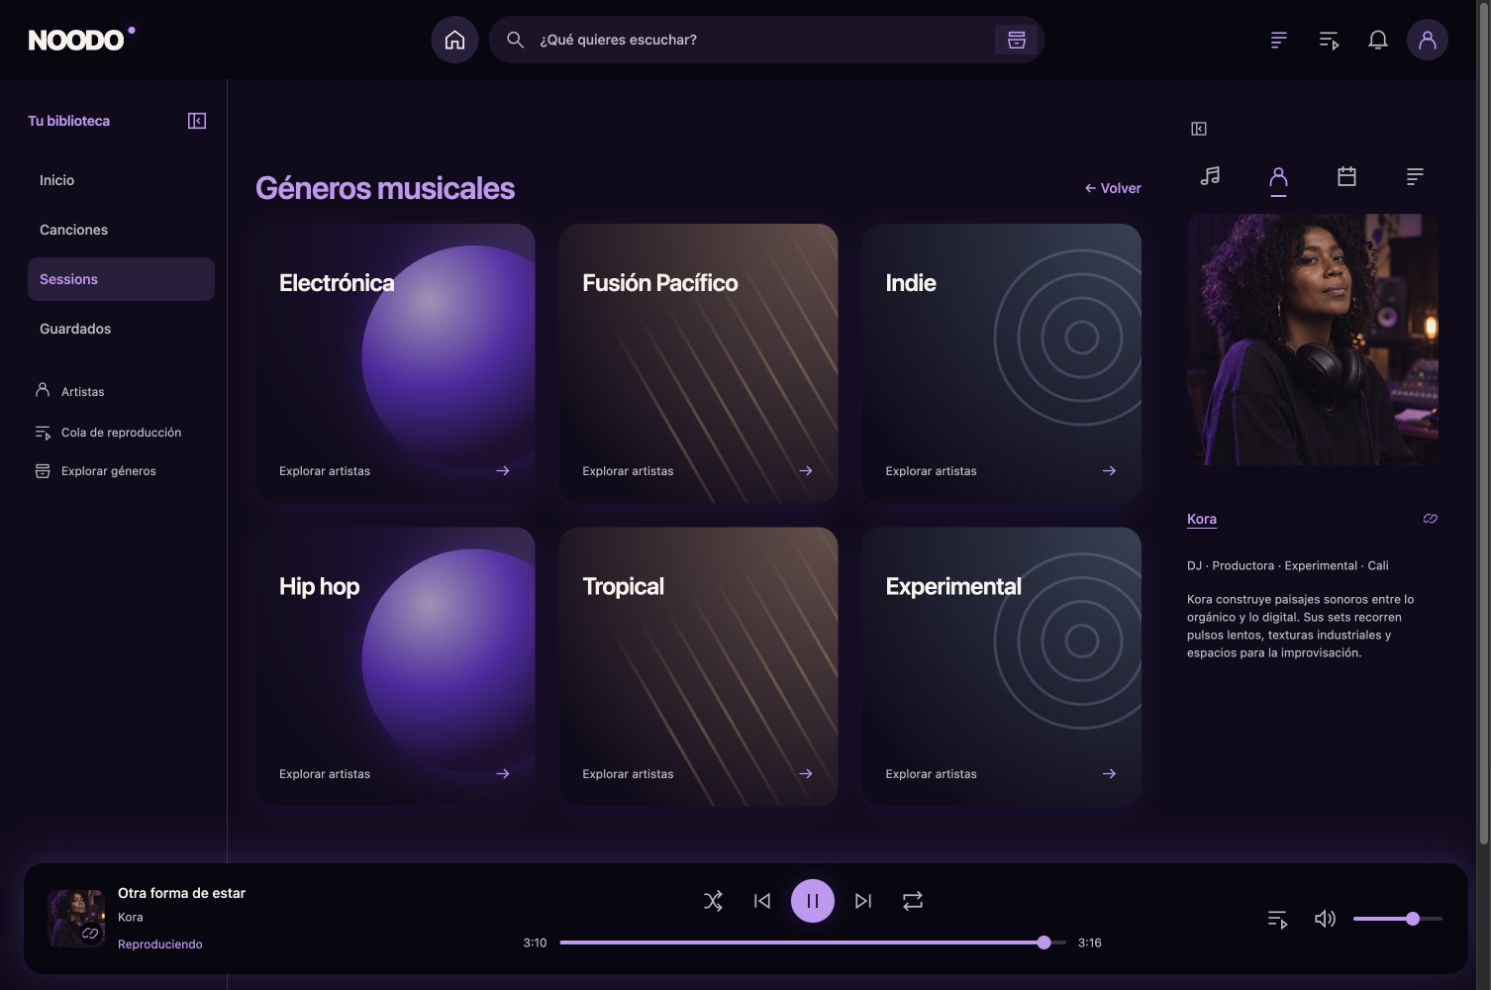 NOODO
¿Qué quieres escuchar?
Tu biblioteca
Inicio
Canciones
Sessions
Guardados
Artistas
Cola de reproducción
Explorar géneros
Géneros musicales
← Volver
Electrónica
Explorar artistas →
Fusión Pacífico
Explorar artistas →
Indie
Explorar artistas →
Hip hop
Explorar artistas →
Tropical
Explorar artistas →
Experimental
Explorar artistas →
Kora
DJ · Productora · Experimental · Cali
Kora construye paisajes sonoros entre lo
orgánico y lo digital. Sus sets recorren
pulsos lentos, texturas industriales y
espacios para la improvisación.
Otra forma de estar
Kora
Reproduciendo
3:10
3:16